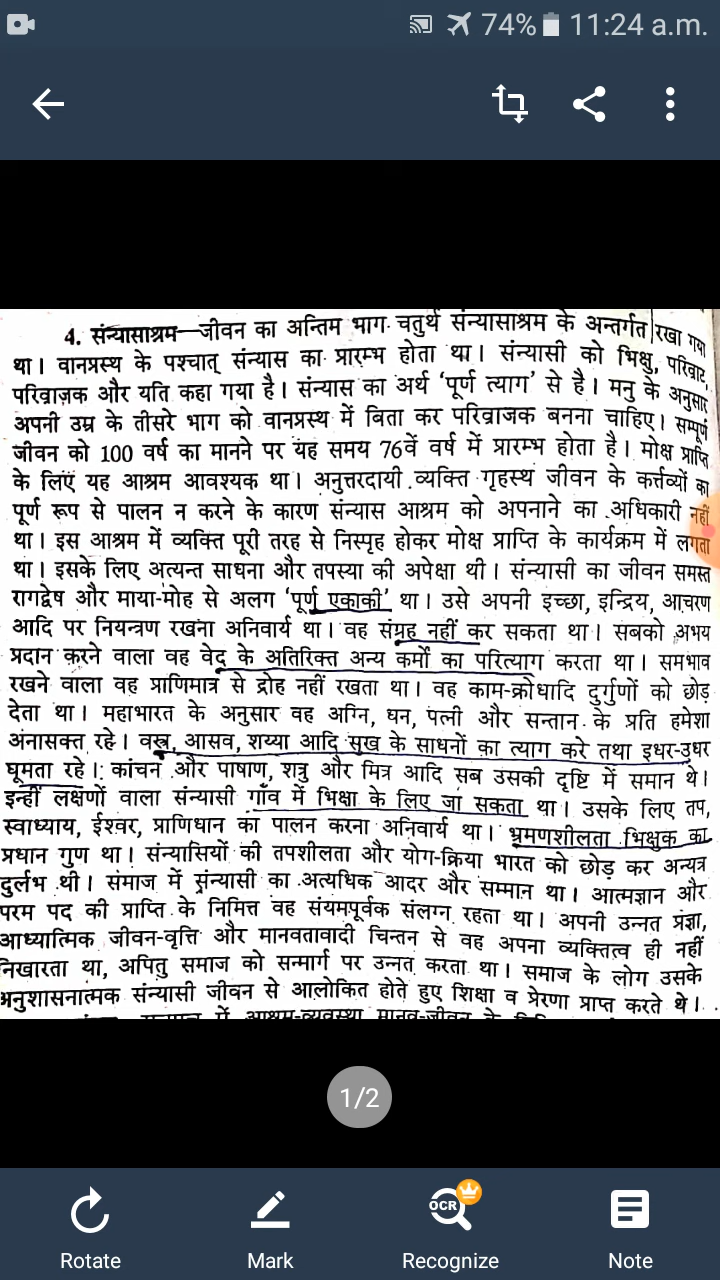 74% 11:24 a.m.
4. संन्यासाश्रम—जीवन का अन्तिम भाग चतुर्थ संन्यासाश्रम के अन्तर्गत रखा गया
था। वानप्रस्थ के पश्चात् संन्यास का प्रारम्भ होता था। संन्यासी को भिक्षु, परिवाट,
परिवाज़क और यति कहा गया है। संन्यास का अर्थ 'पूर्ण त्याग' से है। मनु के अनुसार
अपनी उम्र के तीसरे भाग को वानप्रस्थ में बिता कर परिवाजक बनना चाहिए। सम्पूर्ण
जीवन को 100 वर्ष का मानने पर यह समय 76वें वर्ष में प्रारम्भ होता है। मोक्ष प्राप्ति
के लिए यह आश्रम आवश्यक था। अनुत्तरदायी व्यक्ति गृहस्थ जीवन के कर्त्तव्यों का
पूर्ण रूप से पालन न करने के कारण संन्यास आश्रम को अपनाने का अधिकारी नहीं
था। इस आश्रम में व्यक्ति पूरी तरह से निस्पृह होकर मोक्ष प्राप्ति के कार्यक्रम में लगता
था। इसके लिए अत्यन्त साधना और तपस्या की अपेक्षा थी। संन्यासी का जीवन समस्त
रागद्वेष और माया-मोह से अलग 'पूर्ण एकाकी' था। उसे अपनी इच्छा, इन्द्रिय, आचरण
आदि पर नियन्त्रण रखना अनिवार्य था। वह संग्रह नहीं कर सकता था। सबको अभय
प्रदान करने वाला वह वेद के अतिरिक्त अन्य कर्मों का परित्याग करता था। समभाव
रखने वाला वह प्राणिमात्र से द्रोह नहीं रखता था। वह काम-क्रोधादि दुर्गुणों को छोड़
देता था। महाभारत के अनुसार वह अग्नि, धन, पत्नी और सन्तान के प्रति हमेशा
अनासक्त रहे। वस्त्र, आसव, शय्या आदि सुख के साधनों का त्याग करे तथा इधर-उधर
घूमता रहे। कांचन और पाषाण, शत्रु और मित्र आदि सब उसकी दृष्टि में समान थे।
इन्हीं लक्षणों वाला संन्यासी गाँव में भिक्षा के लिए जा सकता था। उसके लिए तप,
स्वाध्याय, ईश्वर, प्राणिधान का पालन करना अनिवार्य था। भ्रमणशीलता भिक्षुक का
प्रधान गुण था। संन्यासियों की तपशीलता और योग-क्रिया भारत को छोड़ कर अन्यत्र
दुर्लभ थी। समाज में संन्यासी का अत्यधिक आदर और सम्मान था। आत्मज्ञान और
परम पद की प्राप्ति के निमित्त वह संयमपूर्वक संलग्न रहता था। अपनी उन्नत प्रज्ञा,
आध्यात्मिक जीवन-वृत्ति और मानवतावादी चिन्तन से वह अपना व्यक्तित्व ही नहीं
निखारता था, अपितु समाज को सन्मार्ग पर उन्नत करता था। समाज के लोग उसके
अनुशासनात्मक संन्यासी जीवन से आलोकित होते हुए शिक्षा व प्रेरणा प्राप्त करते थे।
में आश्रम-व्यवस्था मानव-जीवन के
1/2
OCR
Rotate Mark Recognize Note